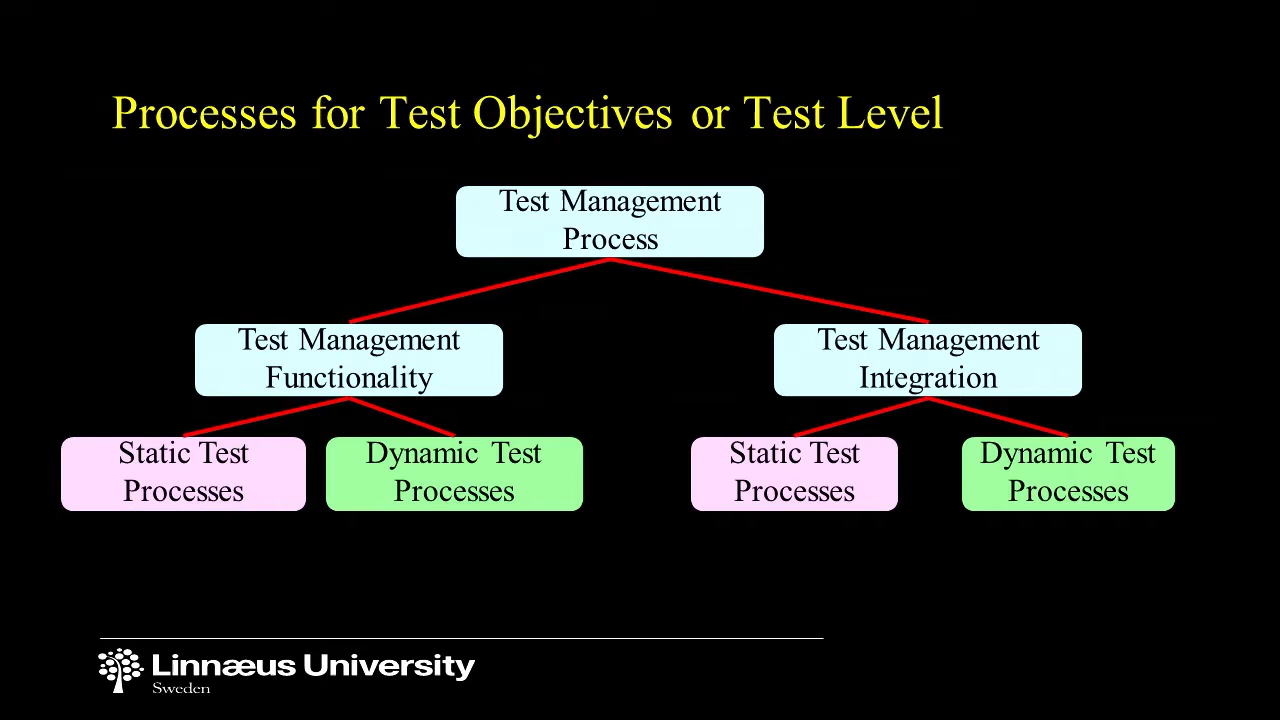 Processes for Test Objectives or Test Level
Test Management
Process
Test Management
Functionality
Test Management
Integration
Static Test
Processes
Dynamic Test
Processes
Static Test
Processes
Dynamic Test
Processes
Linnæus University
Sweden